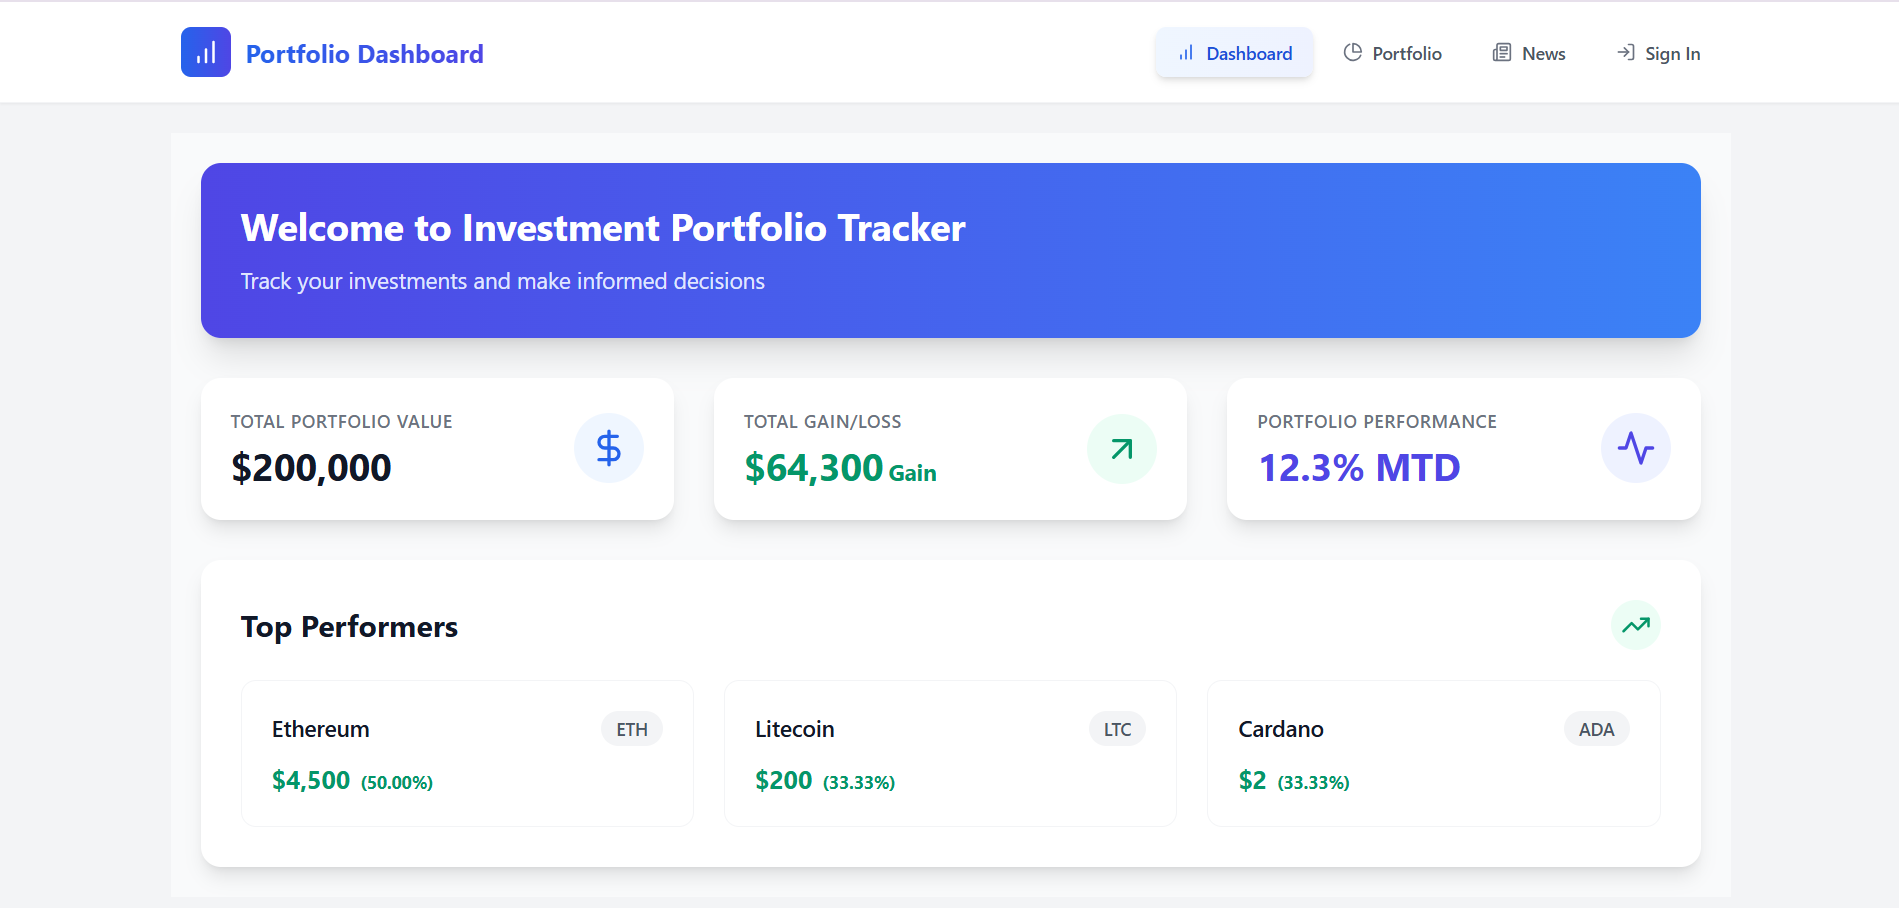 Portfolio Dashboard
Dashboard
Portfolio
News
Sign In
Welcome to Investment Portfolio Tracker
Track your investments and make informed decisions
TOTAL PORTFOLIO VALUE
$200,000
TOTAL GAIN/LOSS
$64,300 Gain
PORTFOLIO PERFORMANCE
12.3% MTD
Top Performers
Ethereum
ETH
$4,500 (50.00%)
Litecoin
LTC
$200 (33.33%)
Cardano
ADA
$2 (33.33%)